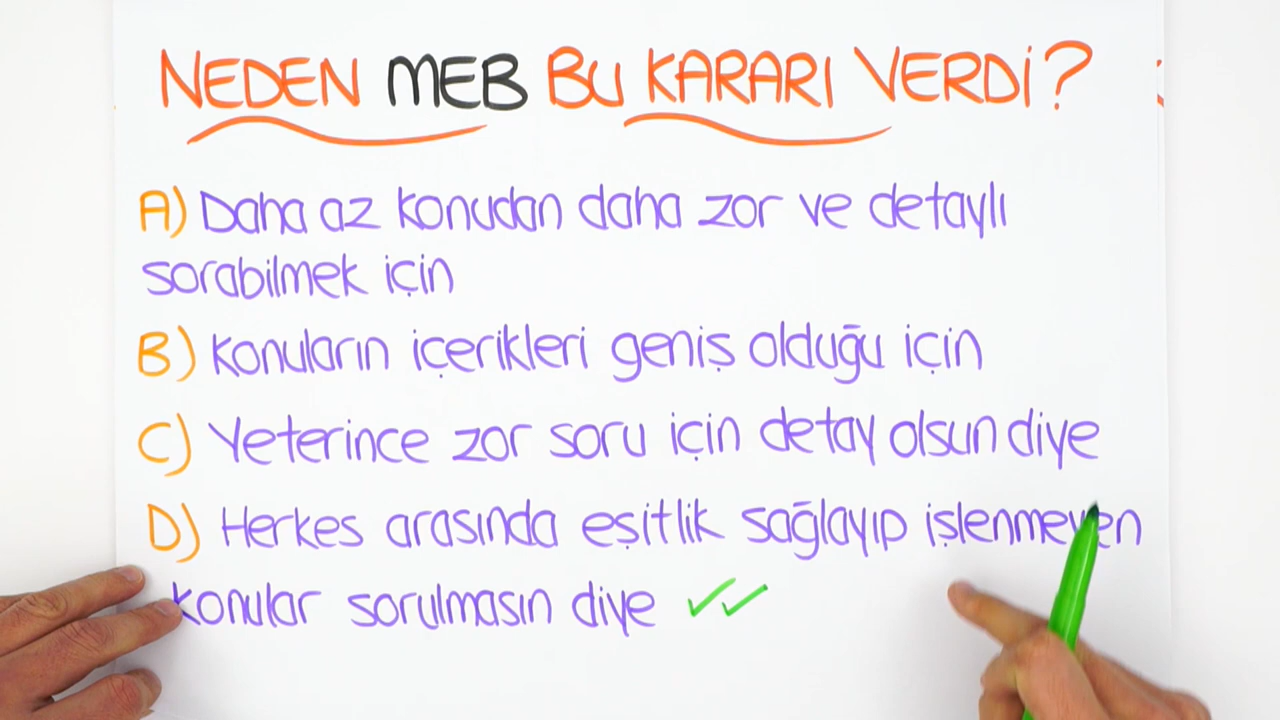 NEDEN MEB BU KARARI VERDİ?
A) Daha az konudan daha zor ve detaylı
sorabilmek için
B) Konuların içerikleri geniş olduğu için
C) Yeterince zor soru için detay olsun diye
D) Herkes arasında eşitlik sağlayıp işlenmeyen
konular sorulmasın diye